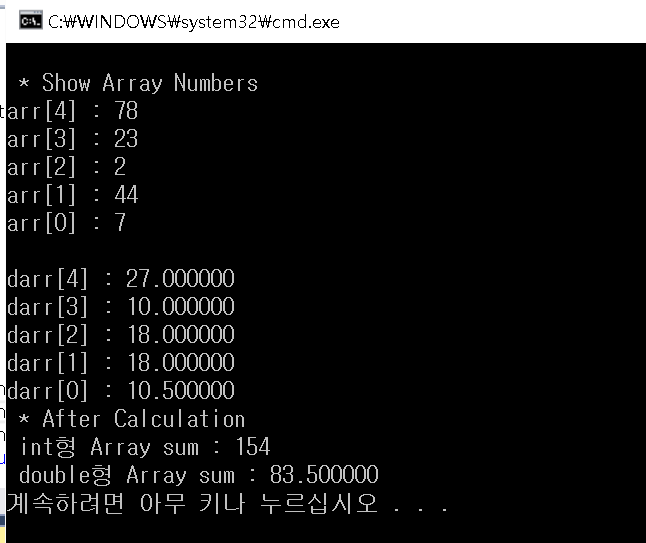 C:₩WINDOWS₩system32₩cmd.exe
* Show Array Numbers
arr[4] : 78
arr[3] : 23
arr[2] : 2
arr[1] : 44
arr[0] : 7
darr[4] : 27.000000
darr[3] : 10.000000
darr[2] : 18.000000
darr[1] : 18.000000
darr[0] : 10.500000
* After Calculation
int형 Array sum : 154
double형 Array sum : 83.500000
계속하려면 아무 키나 누르십시오 . . .